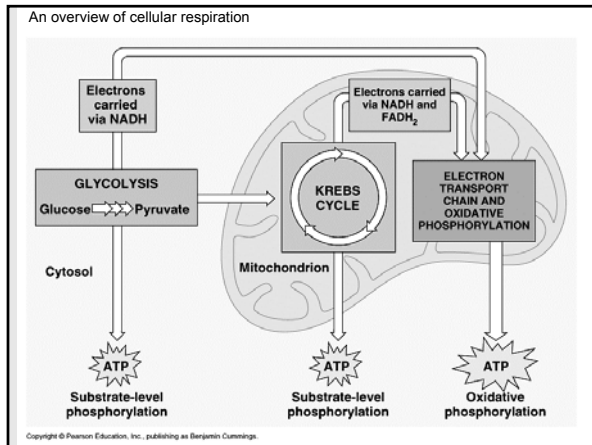 An overview of cellular respiration
Electrons
carried
via NADH
Electrons carried
via NADH and
FADH₂
GLYCOLYSIS
Glucose
Pyruvate
KREBS
CYCLE
ELECTRON
TRANSPORT
CHAIN AND
OXIDATIVE
PHOSPHORYLATION
Cytosol
Mitochondrion
ATP
ATP
ATP
Substrate-level
phosphorylation
Substrate-level
phosphorylation
Oxidative
phosphorylation
Copyright © Pearson Education, Inc., publishing as Benjamin Cummings.